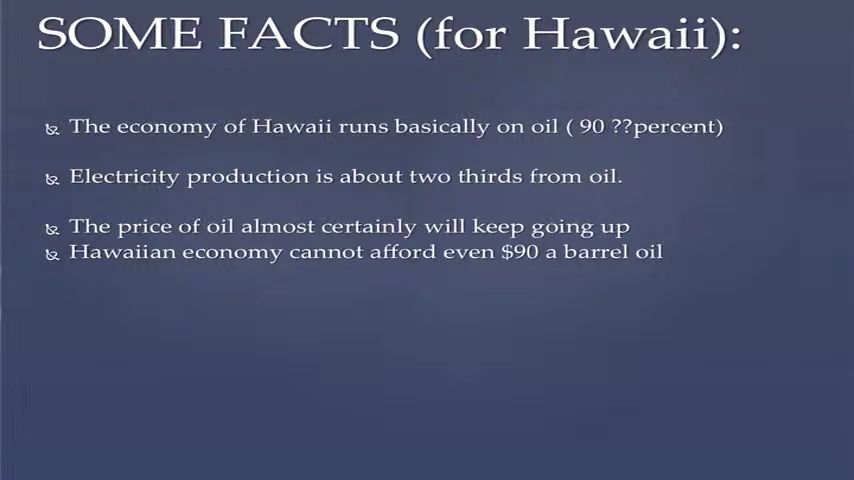 SOME FACTS (for Hawaii):
The economy of Hawaii runs basically on oil ( 90 ??percent)
Electricity production is about two thirds from oil.
The price of oil almost certainly will keep going up
Hawaiian economy cannot afford even $90 a barrel oil